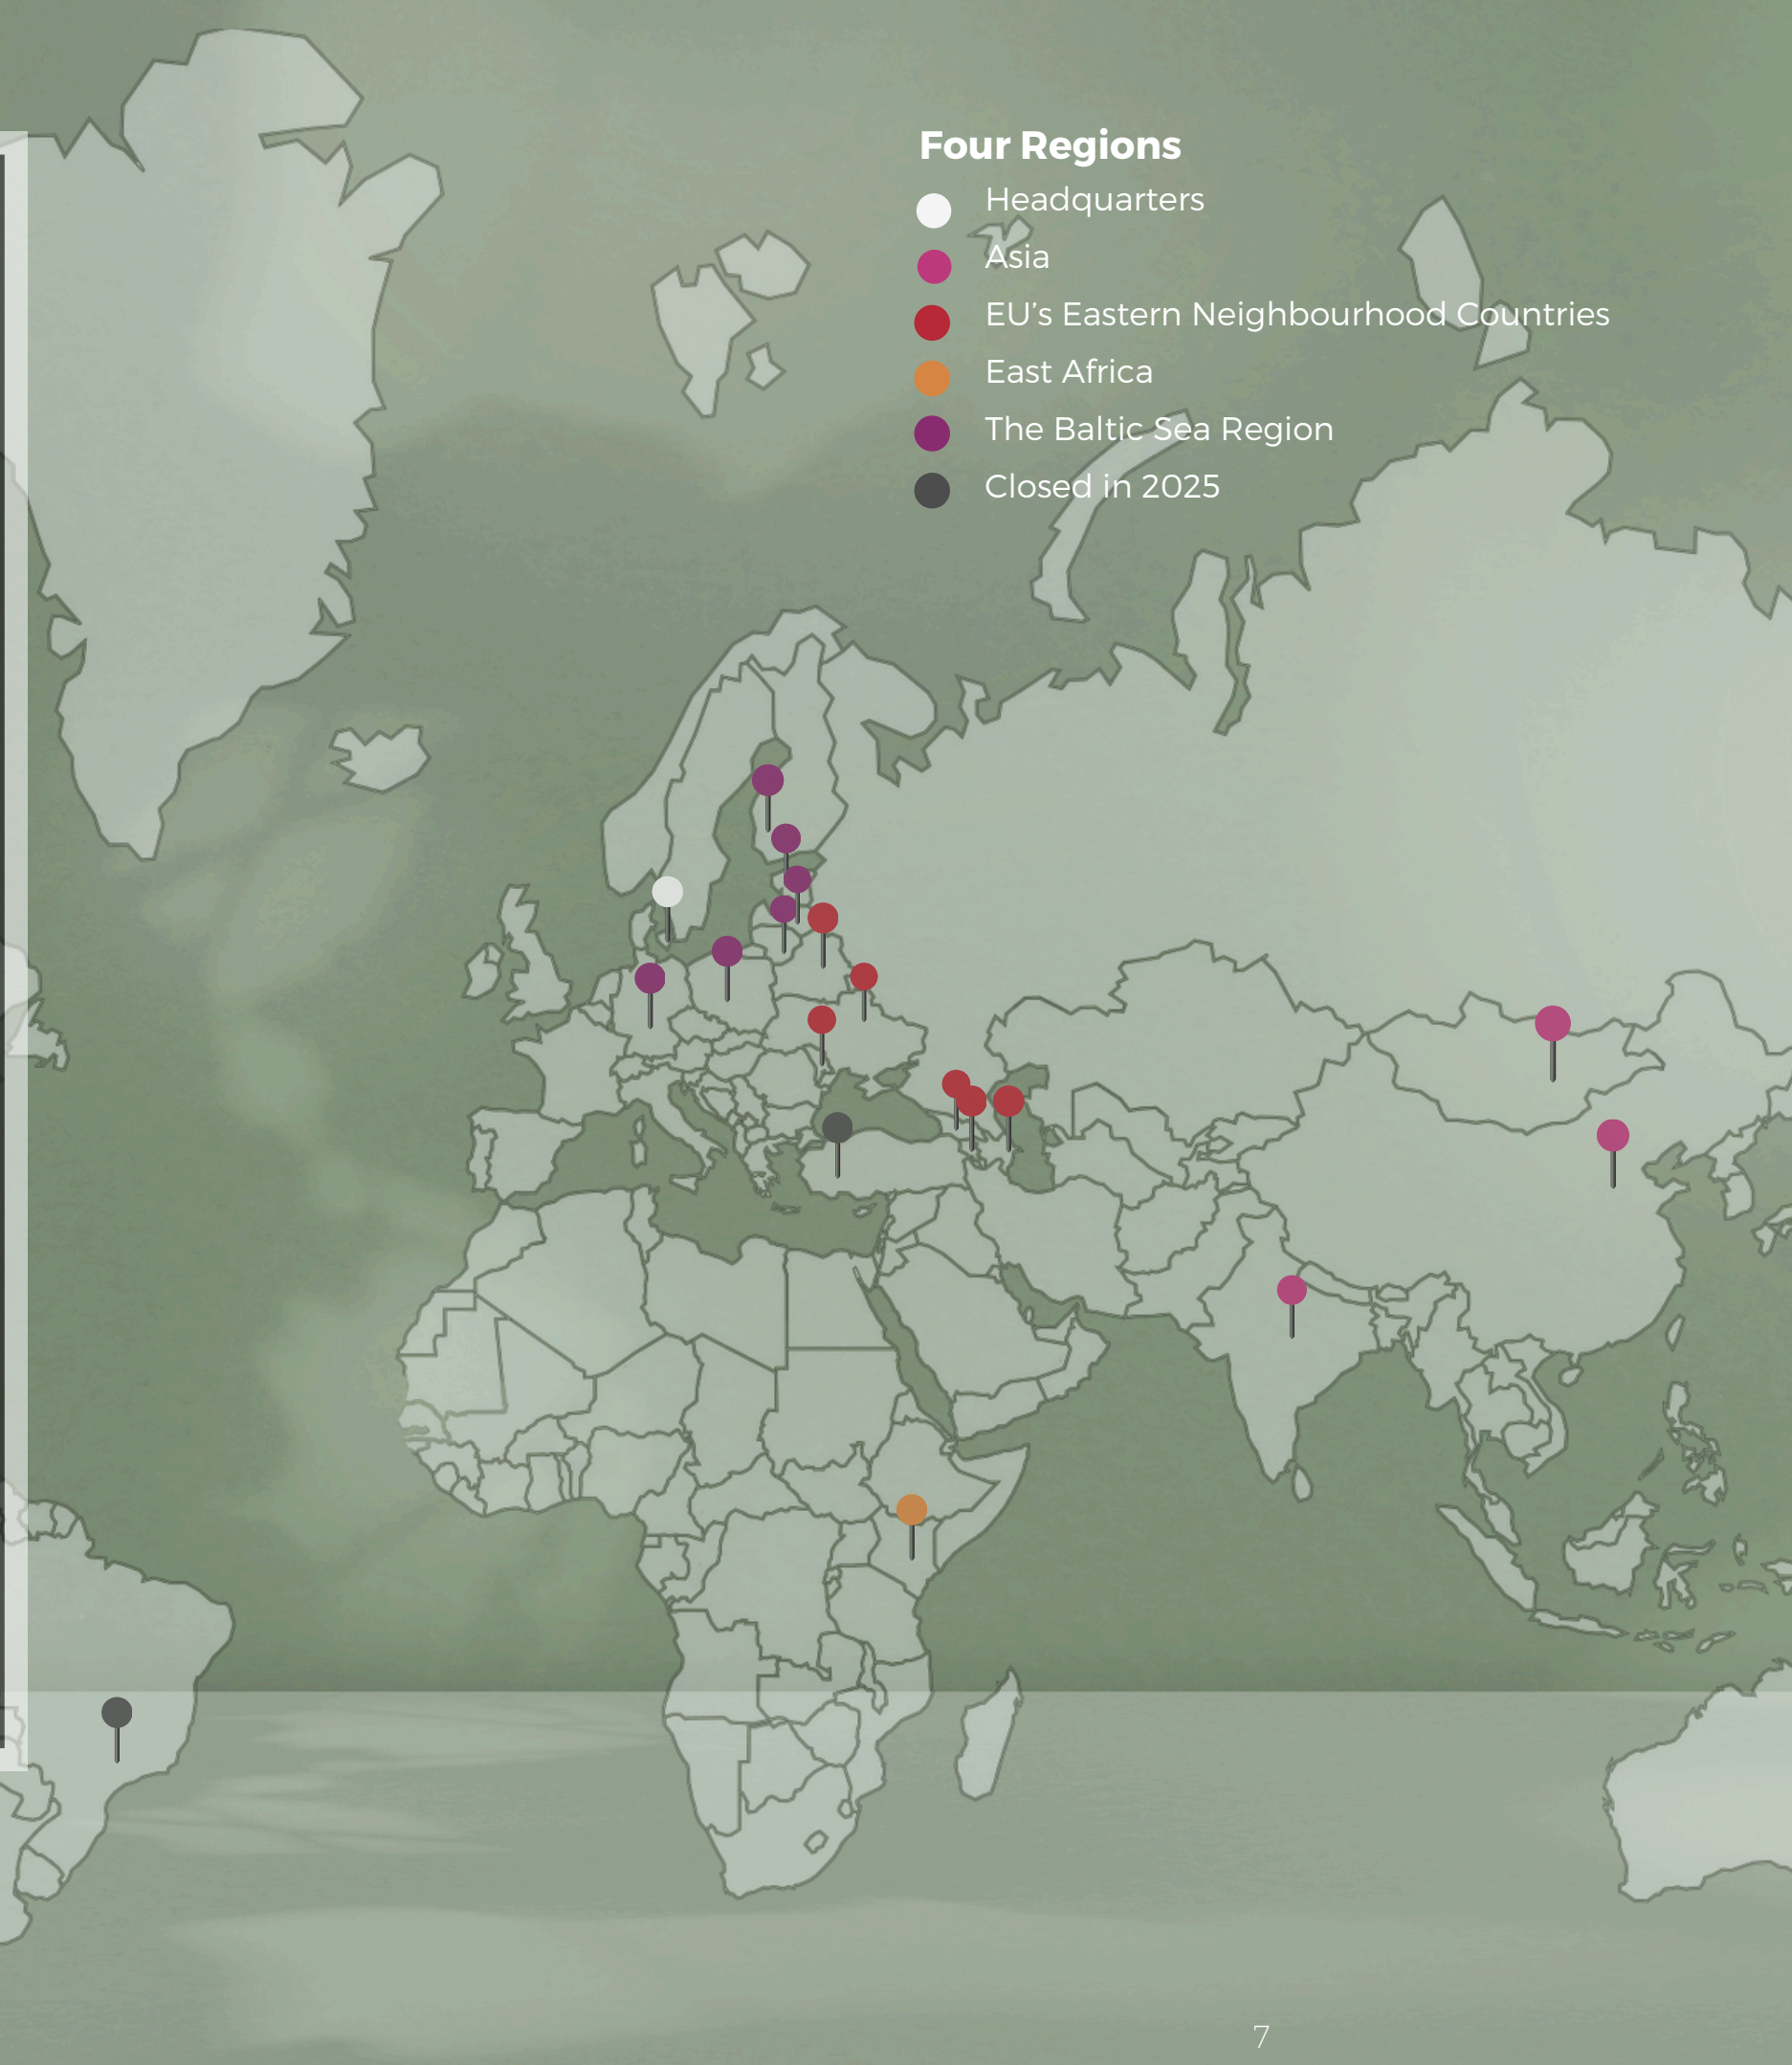 Four Regions
Headquarters
Asia
EU’s Eastern Neighbourhood Countries
East Africa
The Baltic Sea Region
Closed in 2025
7